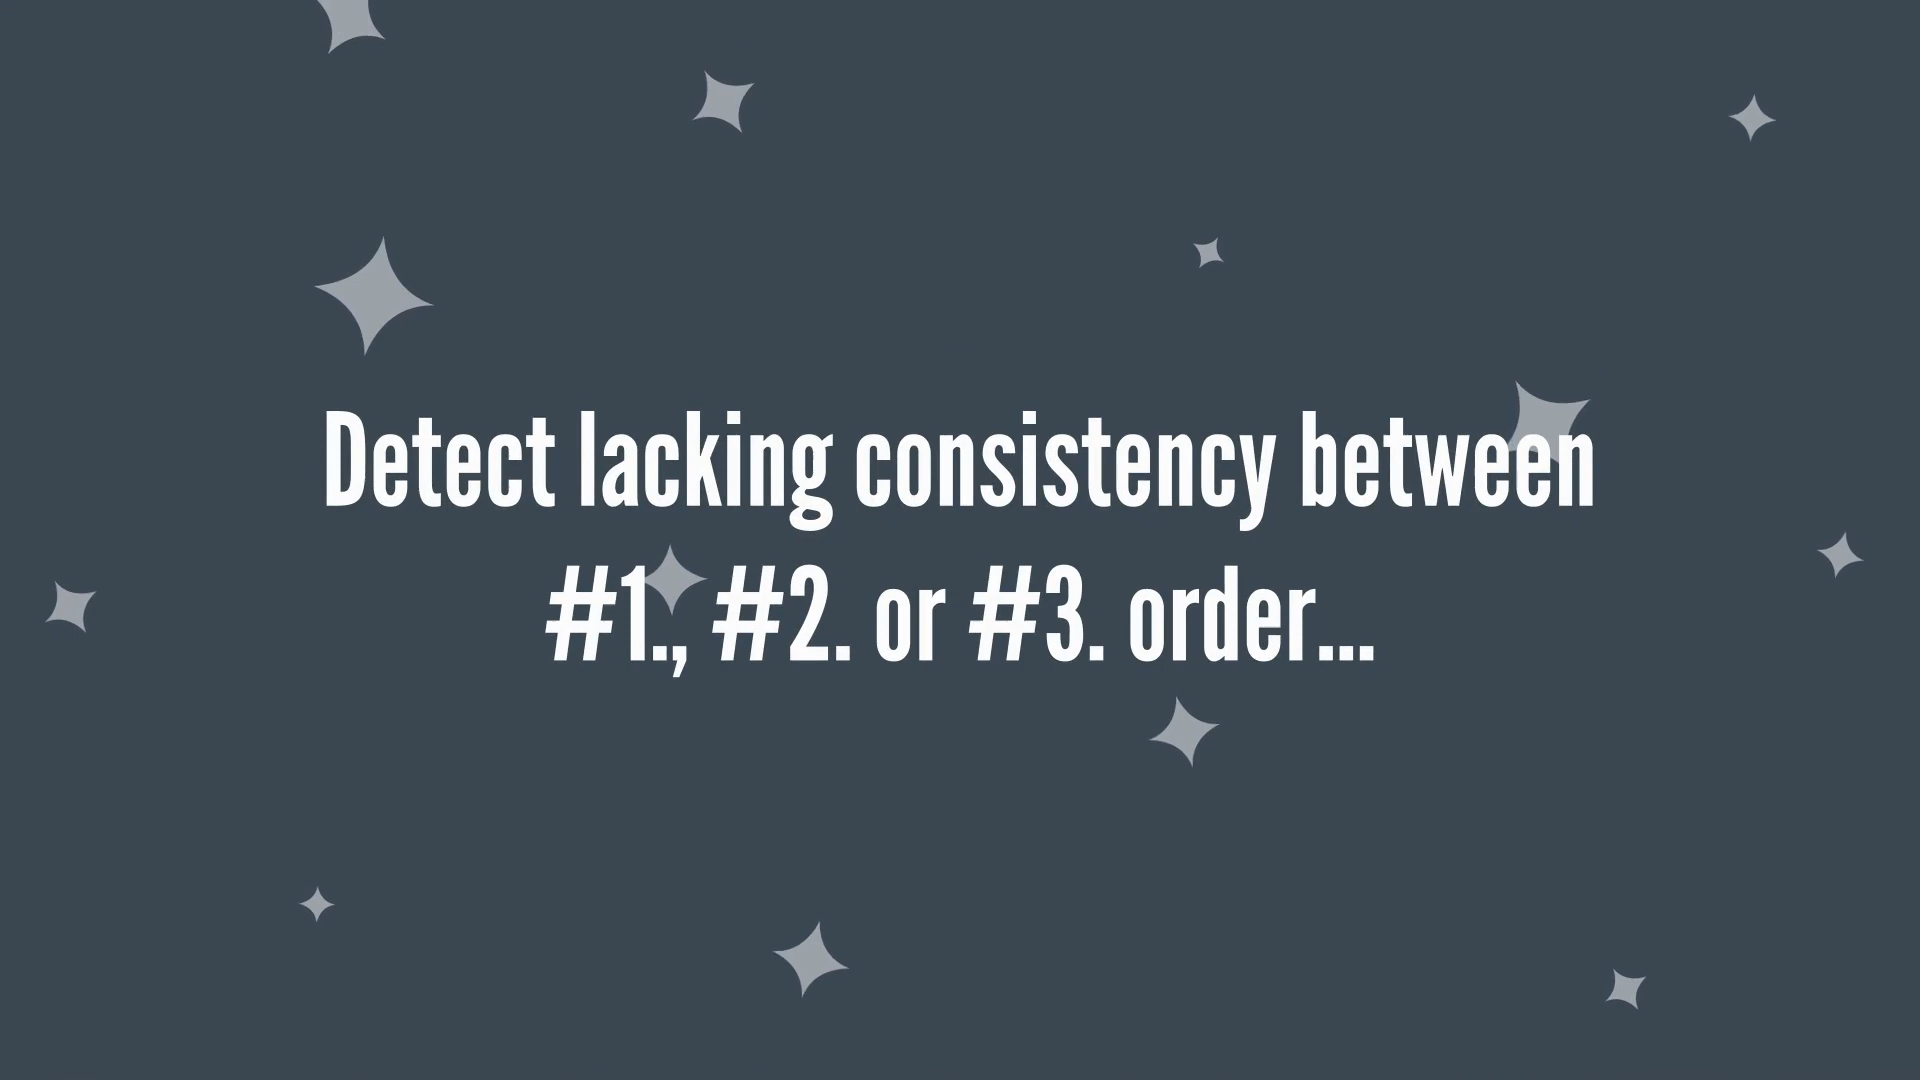 Detect lacking consistency between
#1., #2. or #3. order...